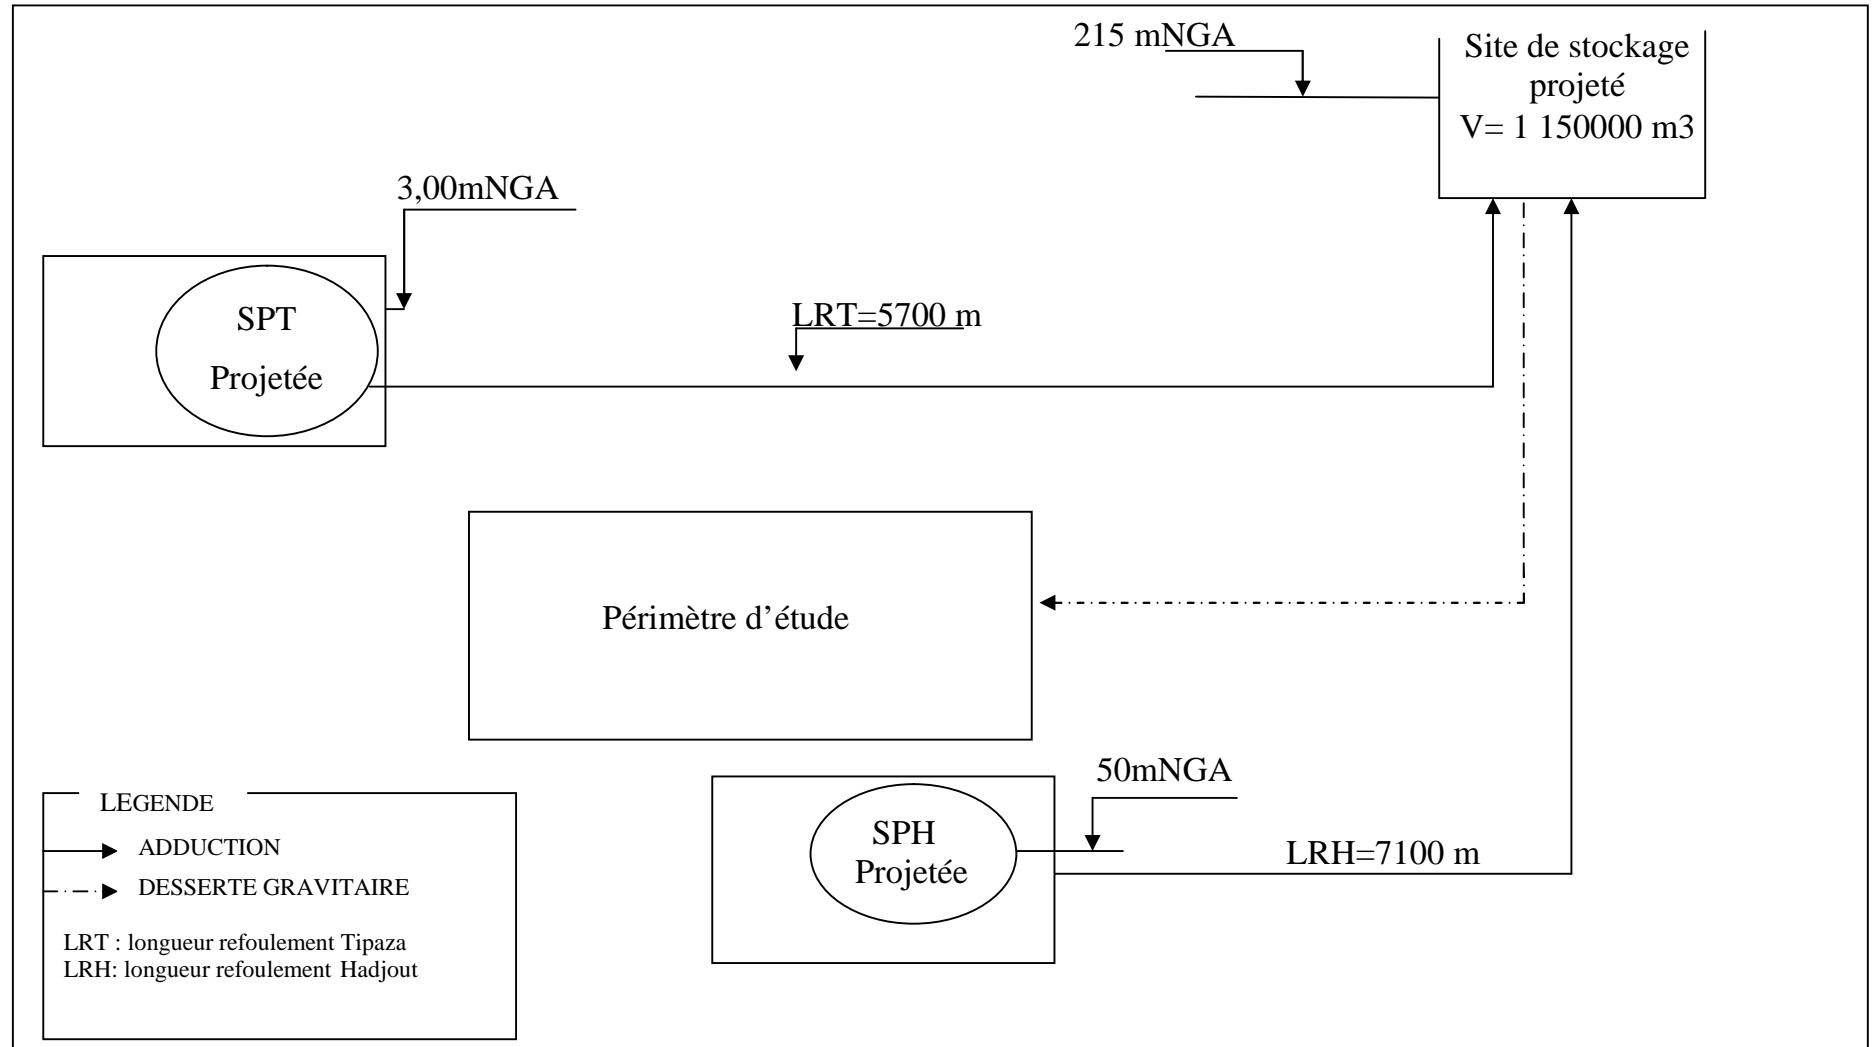 215 mNGA
Site de stockage
projeté
V= 1 150000 m3
3,00mNGA
SPT
Projetée
LRT=5700 m
Périmètre d’étude
50mNGA
SPH
Projetée
LRH=7100 m
LEGENDE
ADDUCTION
DESSERTE GRAVITAIRE
LRT : longueur refoulement Tipaza
LRH: longueur refoulement Hadjout